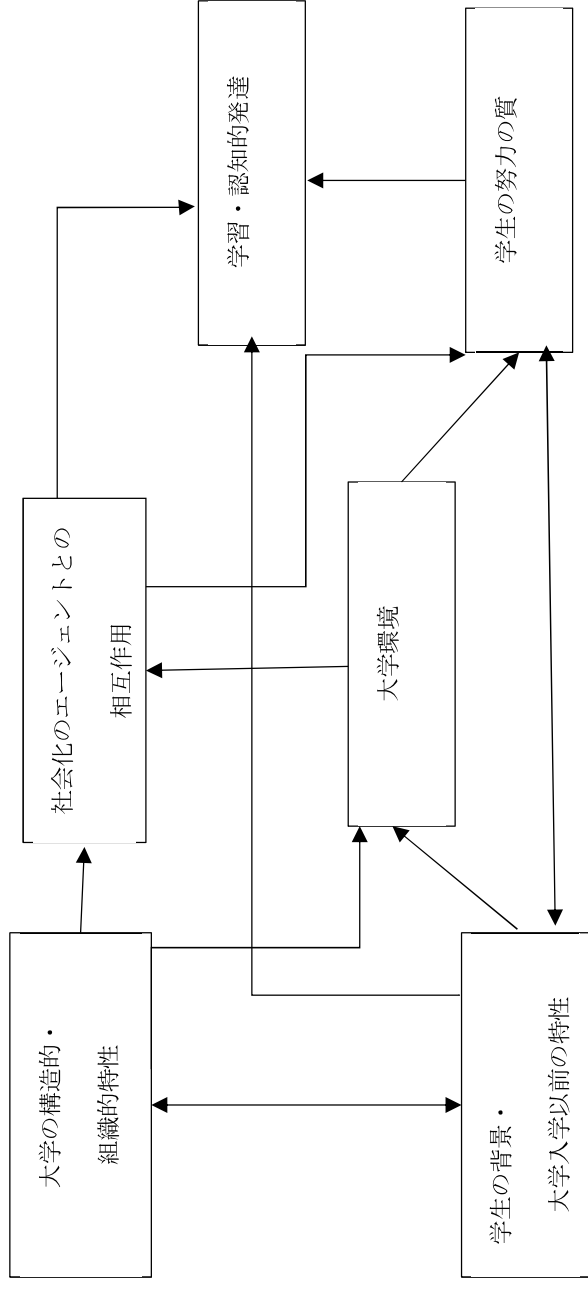 大学の構造的・
組織的特性
社会化のエージェントとの
相互作用
学習・認知的発達
大学環境
学生の背景・
大学入学以前の特性
学生の努力の質